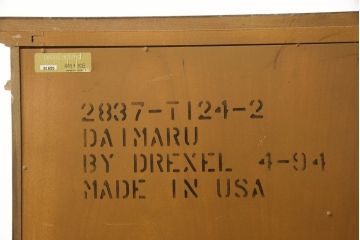 2837-T124-2
DAIMARU
BY DREXEL 4-94
MADE IN USA